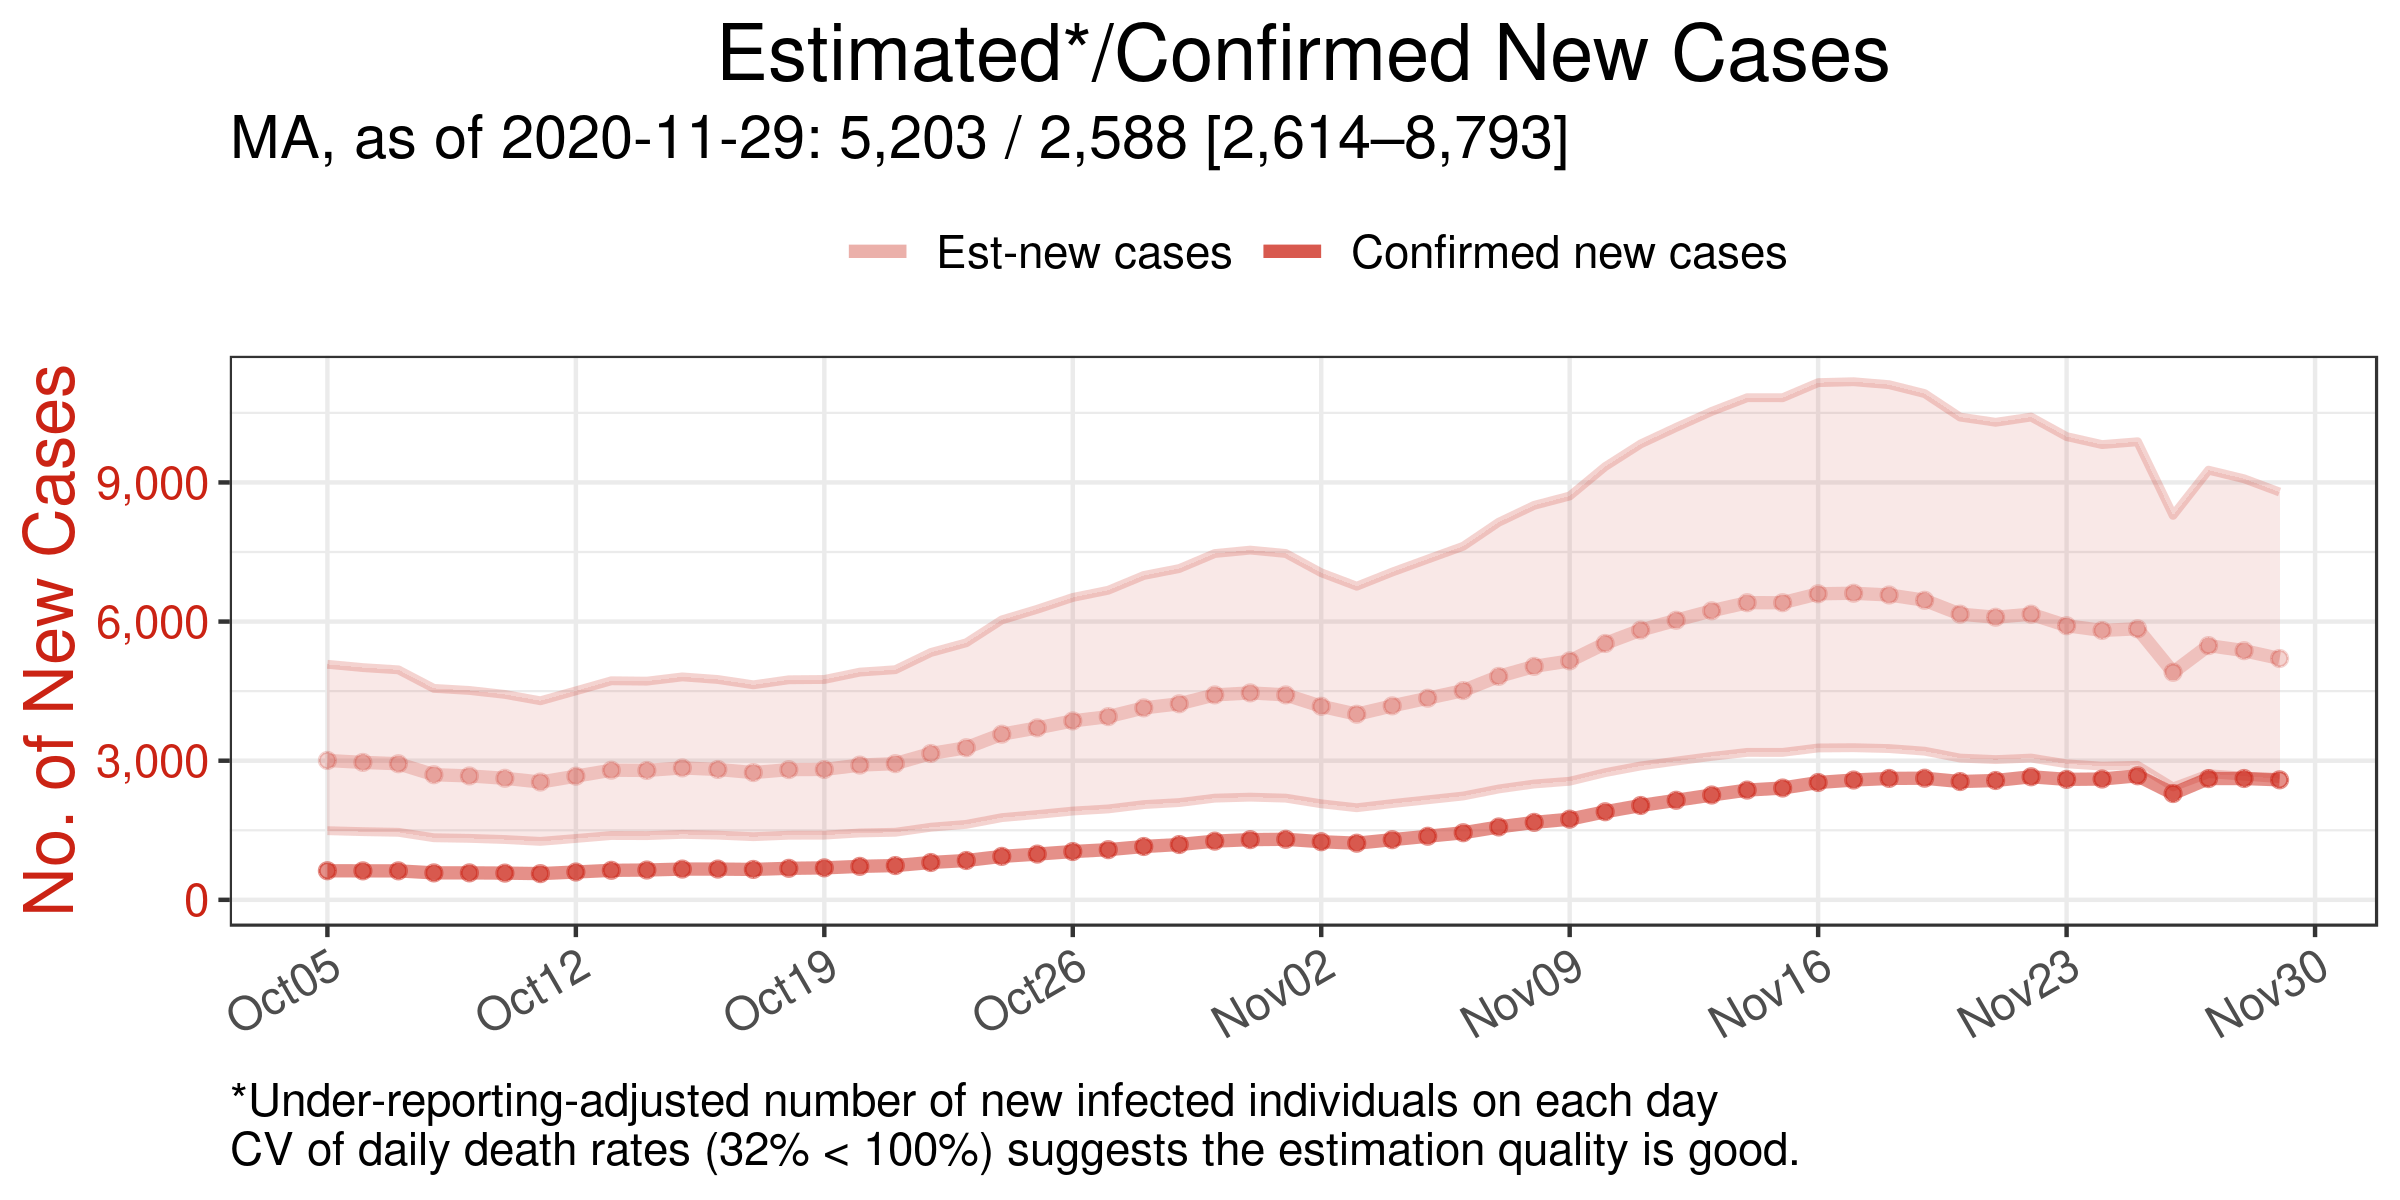 Estimated*/Confirmed New Cases
MA, as of 2020-11-29: 5,203 / 2,588 [2,614–8,793]
Est-new cases
Confirmed new cases
No. of New Cases
9,000
6,000
3,000
0
Oct05
Oct12
Oct19
Oct26
Nov02
Nov09
Nov16
Nov23
Nov30
*Under-reporting-adjusted number of new infected individuals on each day
CV of daily death rates (32% < 100%) suggests the estimation quality is good.